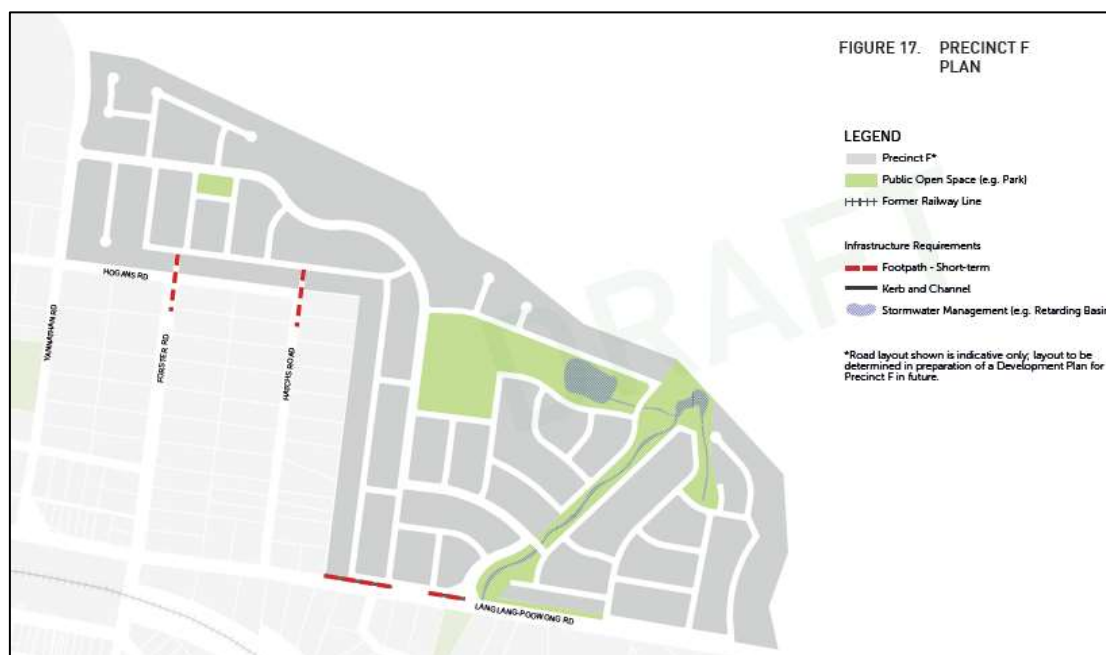 FIGURE 17. PRECINCT F
PLAN
LEGEND
Precinct F*
Public Open Space (e.g. Park)
Former Railway Line
Infrastructure Requirements
Footpath - Short-term
Kerb and Channel
Stormwater Management (e.g. Retarding Basin
*Road layout shown is indicative only; layout to be
determined in preparation of a Development Plan for
Precinct F in future.
DRAFT
HOGANS RD
YANNATHAN RD
FORSTER RD
HATCHS ROAD
LANG LANG-POOWONG RD